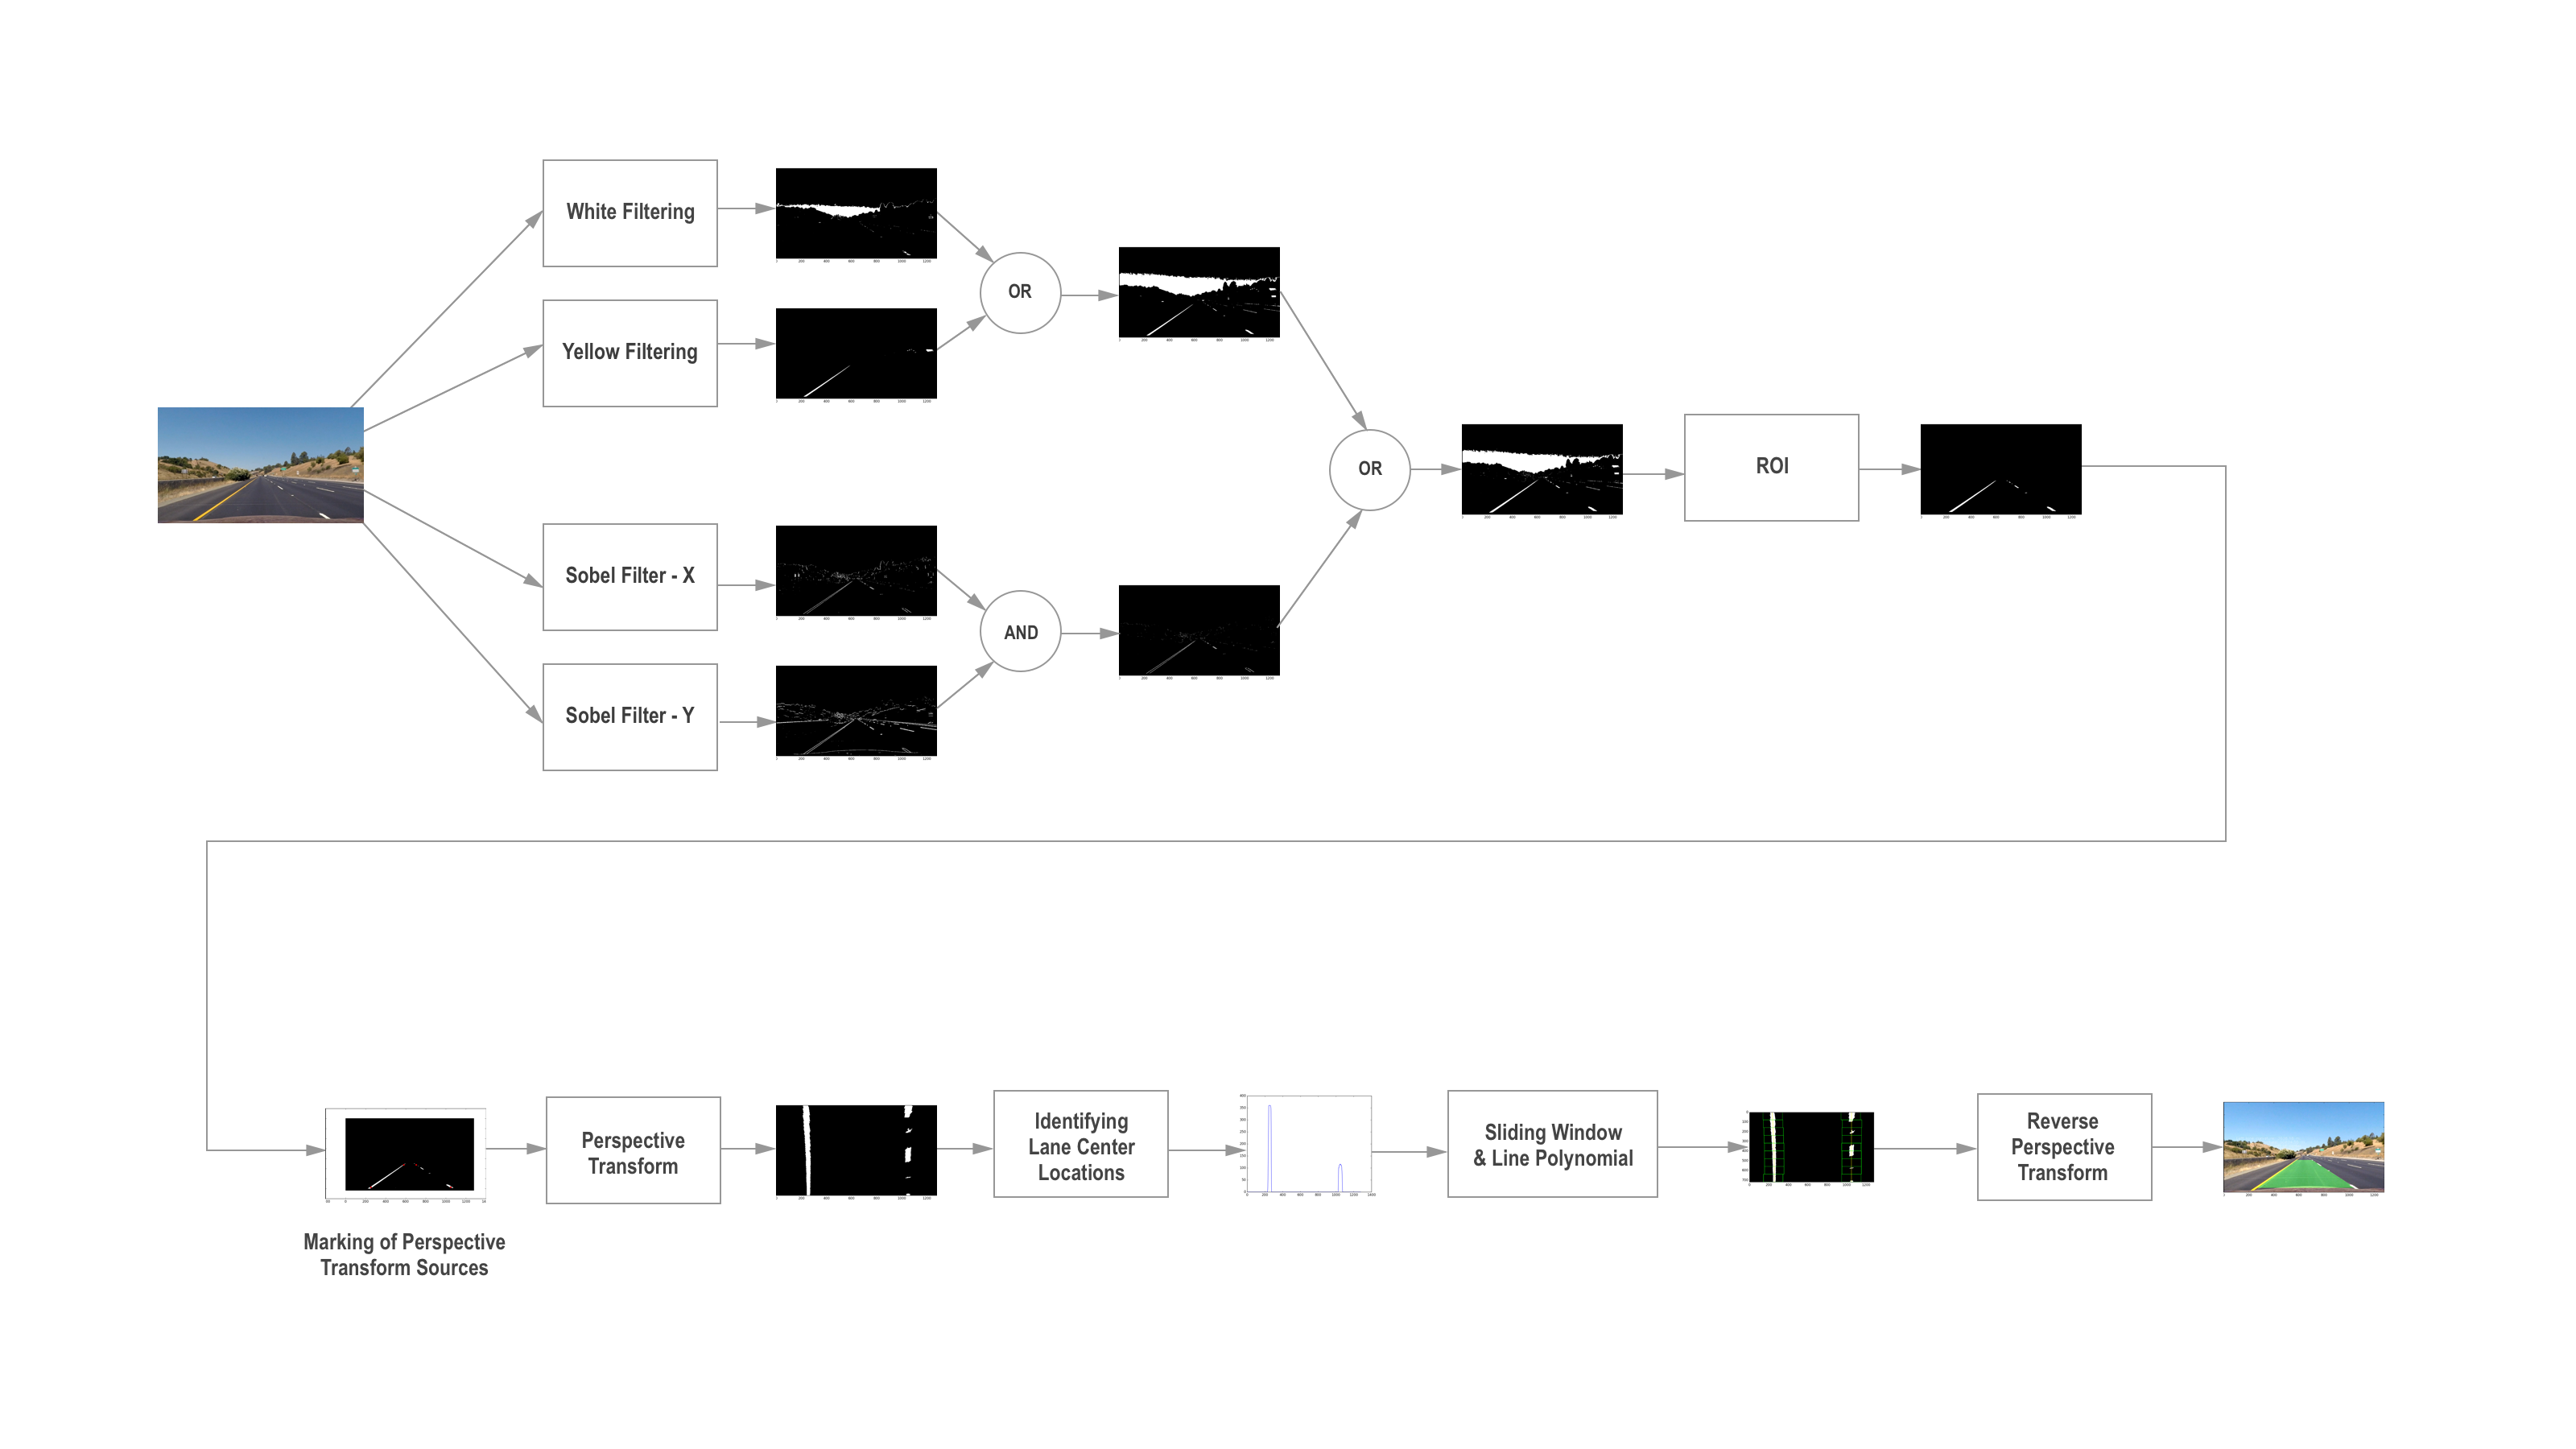 White Filtering
Yellow Filtering
OR
OR
ROI
Sobel Filter - X
AND
Sobel Filter - Y
Marking of Perspective
Transform Sources
Perspective
Transform
Identifying
Lane Center
Locations
Sliding Window
& Line Polynomial
Reverse
Perspective
Transform